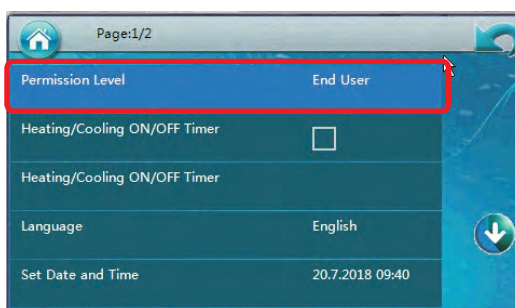 Page:1/2
Permission Level End User
Heating/Cooling ON/OFF Timer
Heating/Cooling ON/OFF Timer
Language English
Set Date and Time 20.7.2018 09:40